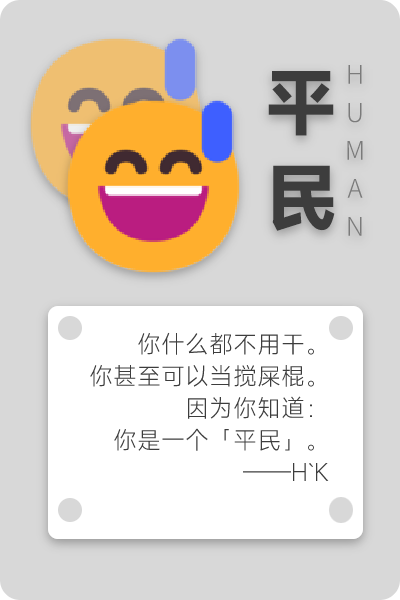 平民
HUMAN
你什么都不用干。
你甚至可以当搅屎棍。
因为你知道：
你是一个「平民」。
——H`K